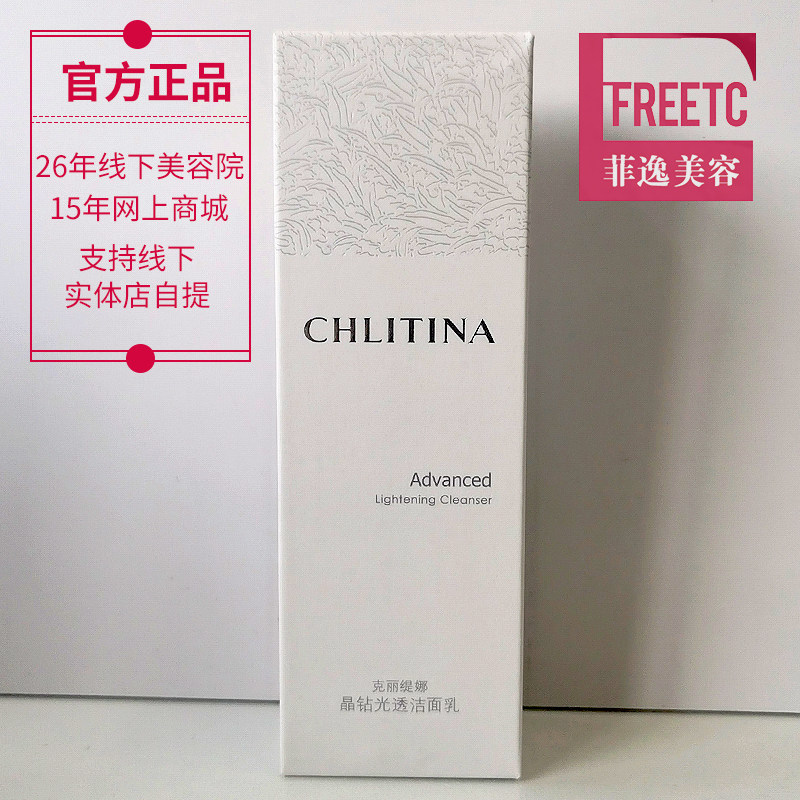 官方正品
26年线下美容院
15年网上商城
支持线下
实体店自提
FREETC
菲逸美容
CHLITINA
Advanced
Lightening Cleanser
克丽缇娜
晶钻光透洁面乳